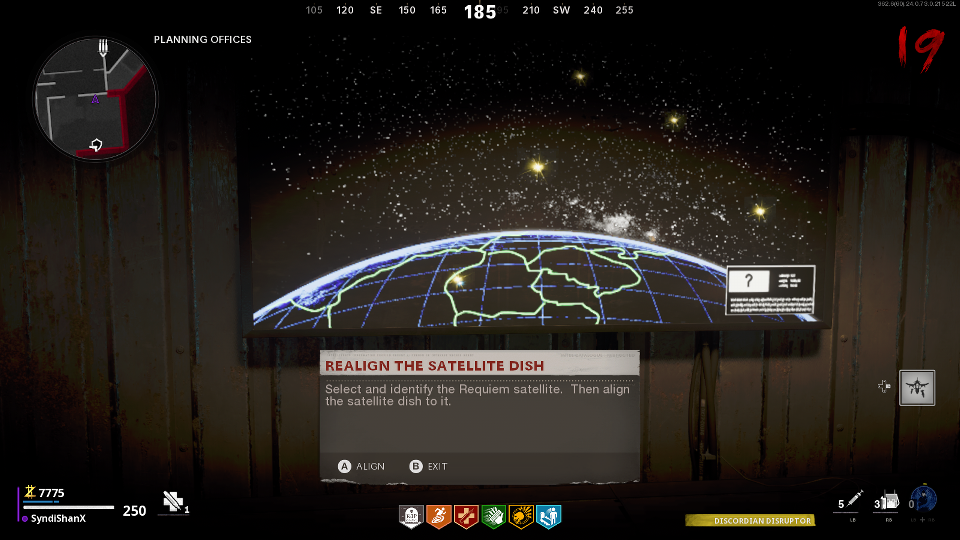 105 120 SE 150 165 185 210 SW 240 255
PLANNING OFFICES
19
?
REALIGN THE SATELLITE DISH
Select and identify the Requiem satellite. Then align
the satellite dish to it.
A ALIGN B EXIT
7775
250
1
SyndiShanX
R·I·P
DISCORDIAN DISRUPTOR
5
3
0
LB
RB